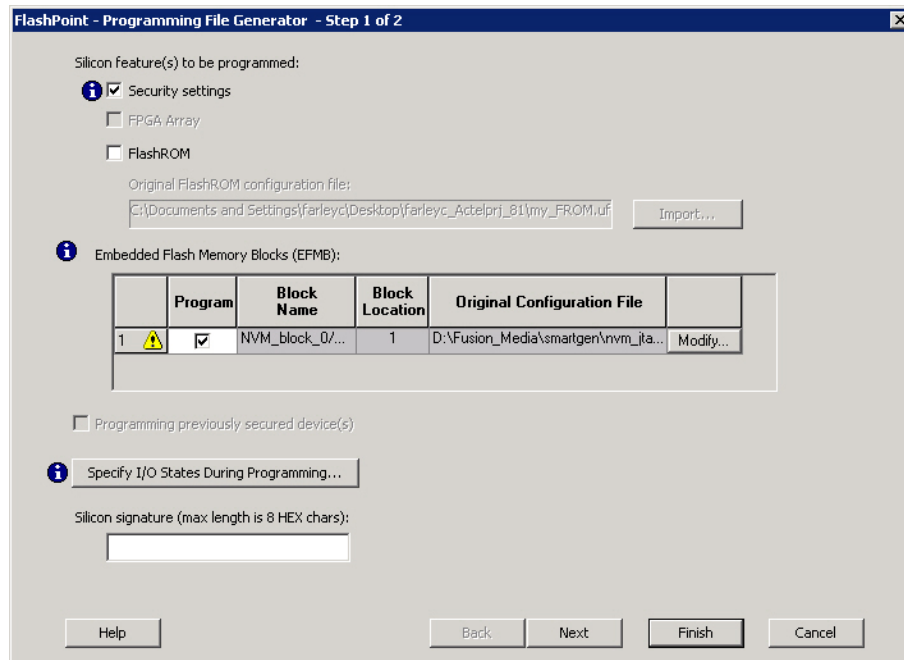 FlashPoint - Programming File Generator - Step 1 of 2
Silicon feature(s) to be programmed:
Security settings
FPGA Array
FlashROM
Original FlashROM configuration file:
C:\Documents and Settings\farleyc\Desktop\farleyc_Actelprj_81\my_FROM.uf
Import...
Embedded Flash Memory Blocks (EFMB):
Program Block Name Block Location Original Configuration File
1 NVM_block_0/... 1 D:\Fusion_Media\smartgen\nvm_jta... Modify...
Programming previously secured device(s)
Specify I/O States During Programming...
Silicon signature (max length is 8 HEX chars):
Help Back Next Finish Cancel